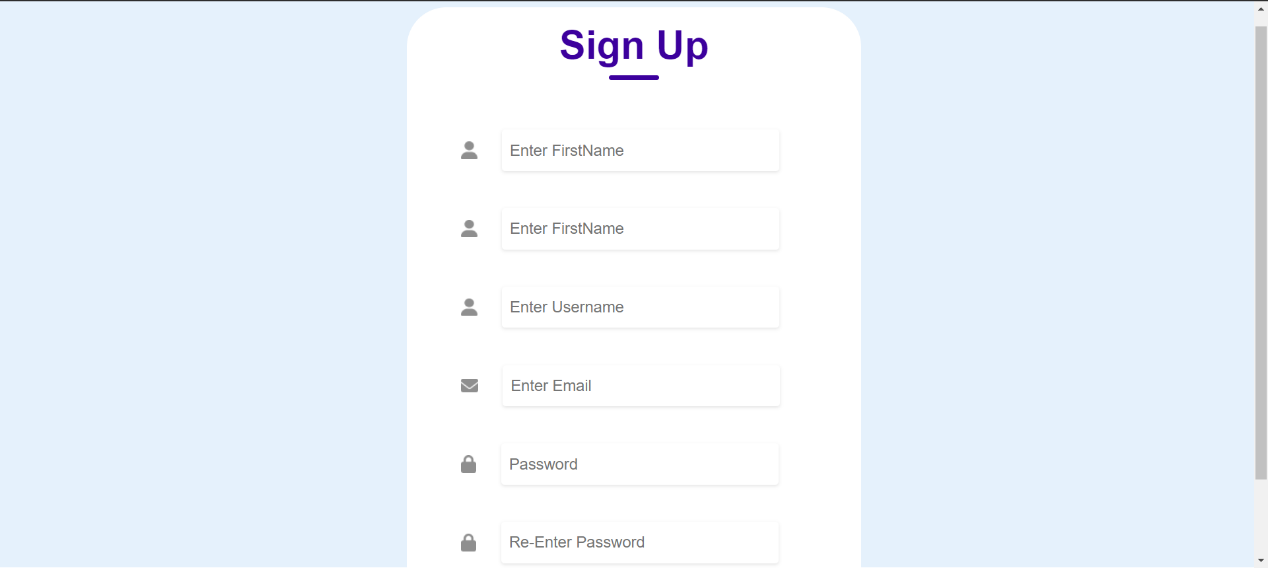 Sign Up
Enter FirstName
Enter FirstName
Enter Username
Enter Email
Password
Re-Enter Password